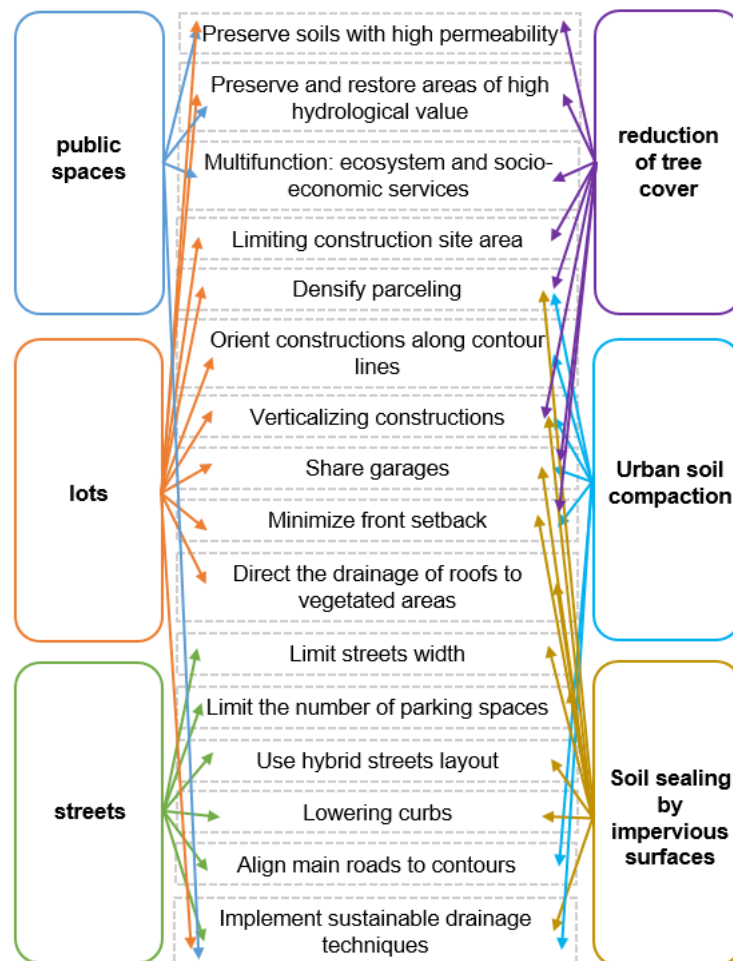 public
spaces
lots
streets
Preserve soils with high permeability
Preserve and restore areas of high
hydrological value
Multifunction: ecosystem and socio-
economic services
Limiting construction site area
Densify parceling
Orient constructions along contour
lines
Verticalizing constructions
Share garages
Minimize front setback
Direct the drainage of roofs to
vegetated areas
Limit streets width
Limit the number of parking spaces
Use hybrid streets layout
Lowering curbs
Align main roads to contours
Implement sustainable drainage
techniques
reduction
of tree
cover
Urban soil
compaction
Soil sealing
by
impervious
surfaces